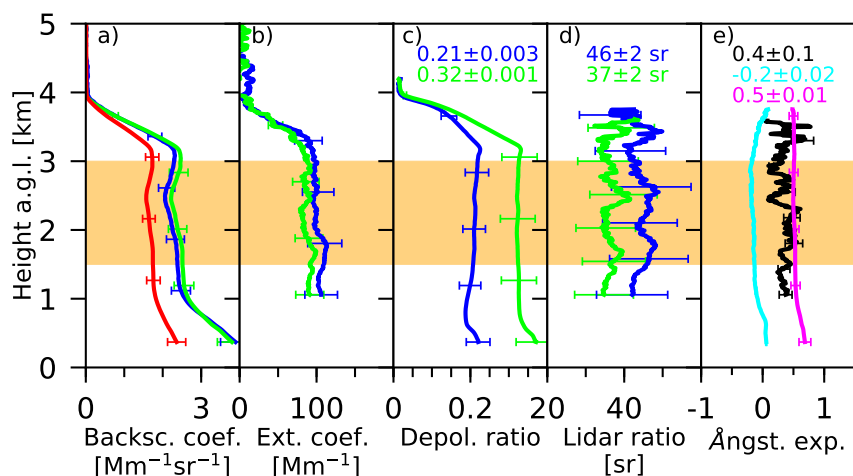 a)
b)
c)
d)
e)
0.21±0.003
0.32±0.001
46±2 sr
37±2 sr
0.4±0.1
-0.2±0.02
0.5±0.01
Height a.g.l. [km]
5
4
3
2
1
0
0 3
0 100
0 0.2
20 40
-1 0 1
Backsc. coef.
[Mm⁻¹sr⁻¹]
Ext. coef.
[Mm⁻¹]
Depol. ratio
Lidar ratio
[sr]
Ångst. exp.